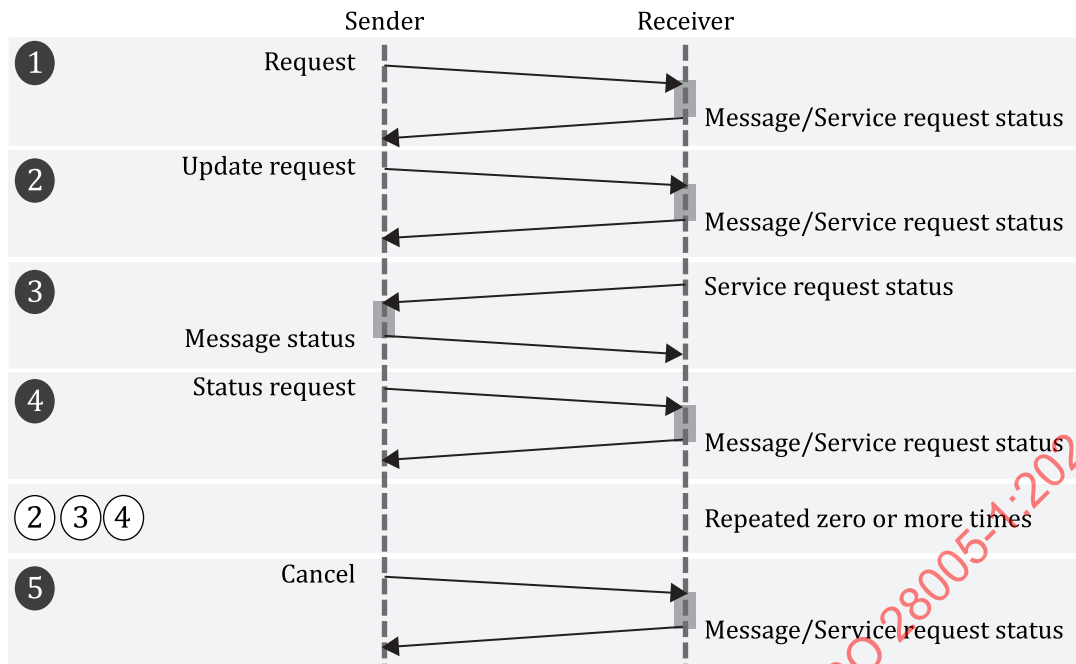 Sender Receiver
1 Request
Message/Service request status
2 Update request
Message/Service request status
3 Service request status
Message status
4 Status request
Message/Service request status
2 3 4 Repeated zero or more times
5 Cancel
Message/Service request status
O 28005-1:202